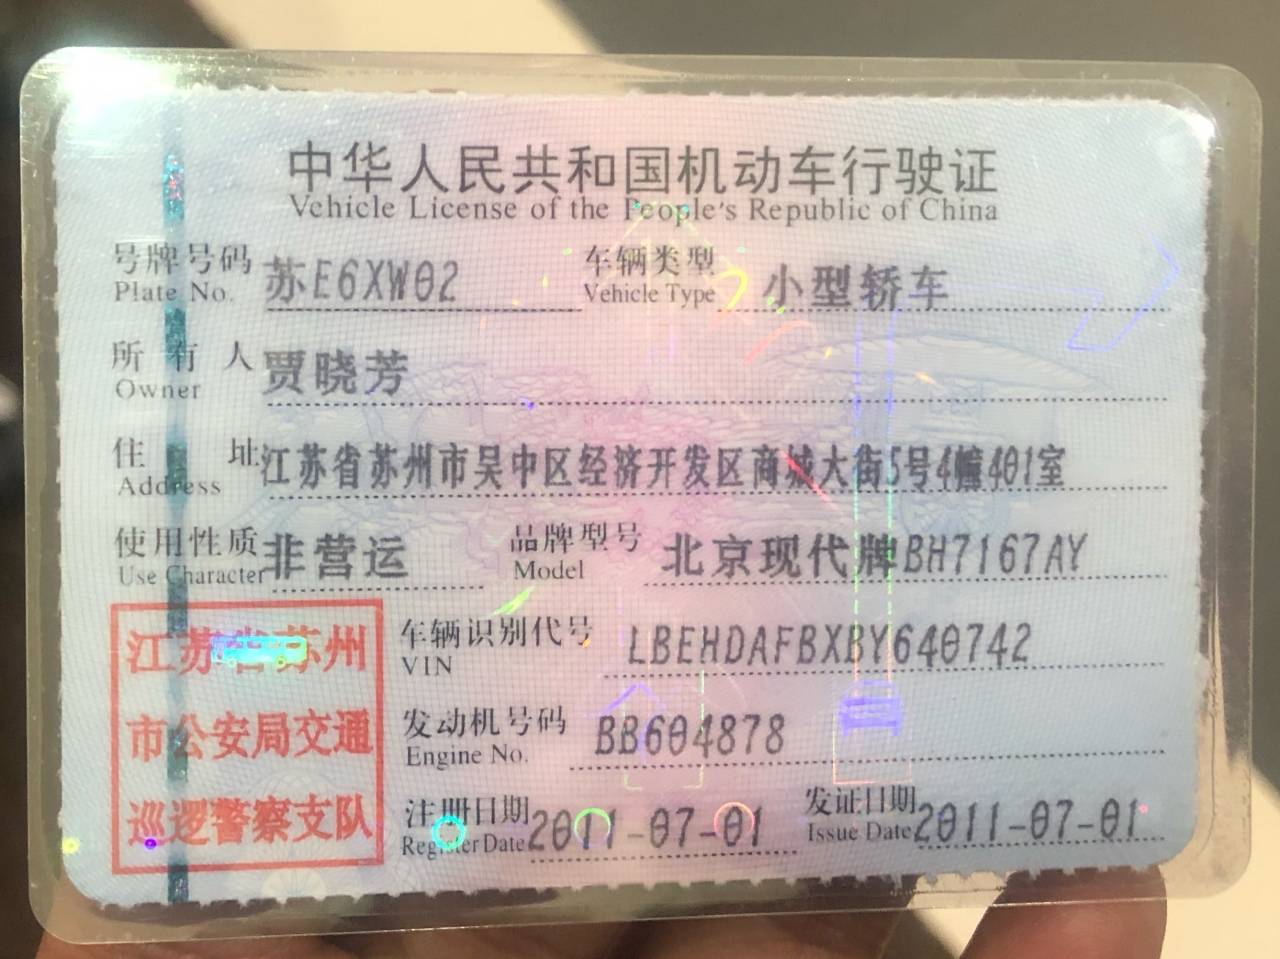 中华人民共和国机动车行驶证
Vehicle License of the People's Republic of China
号牌号码 苏E6XW02 车辆类型 小型轿车
Plate No. Vehicle Type
所有人 贾晓芳
Owner
住址 江苏省苏州市吴中区经济开发区商城大街5号4幢401室
Address
使用性质 非营运 品牌型号 北京现代牌BH7167AY
Use Character Model
江苏省苏州
市公安局交通
巡逻警察支队
车辆识别代号 LBEHDAFBXBY640742
VIN
发动机号码 BB604878
Engine No.
注册日期 2011-07-01 发证日期 2011-07-01
Register Date Issue Date